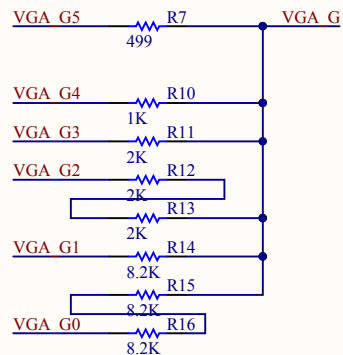 VGA_G5 R7 VGA_G
499
VGA_G4 R10
1K
VGA_G3 R11
2K
VGA_G2 R12
2K
R13
2K
VGA_G1 R14
8.2K
R15
8.2K
VGA_G0 R16
8.2K